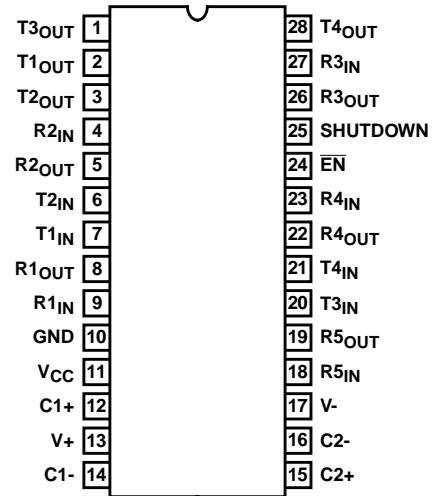 T3OUT 1 28 T4OUT
T1OUT 2 27 R3IN
T2OUT 3 26 R3OUT
R2IN 4 25 SHUTDOWN
R2OUT 5 24 E̅N̅
T2IN 6 23 R4IN
T1IN 7 22 R4OUT
R1OUT 8 21 T4IN
R1IN 9 20 T3IN
GND 10 19 R5OUT
VCC 11 18 R5IN
C1+ 12 17 V-
V+ 13 16 C2-
C1- 14 15 C2+